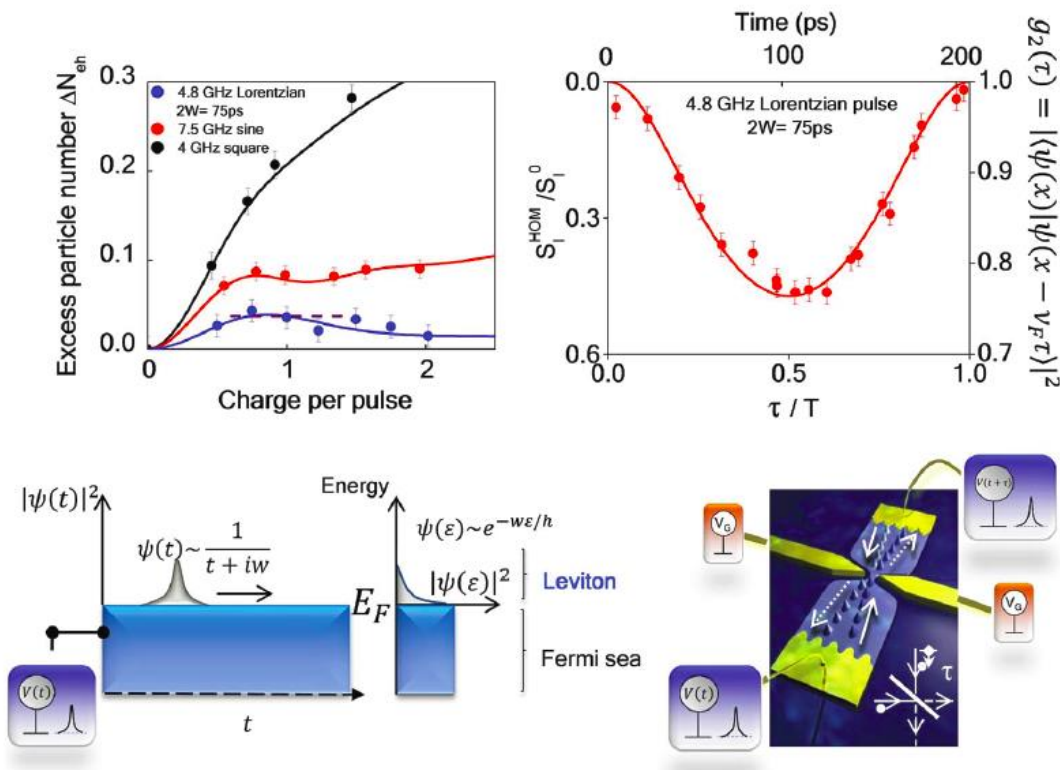 Excess particle number ΔN_eh
0.3
0.2
0.1
0.0
4.8 GHz Lorentzian
2W= 75ps
7.5 GHz sine
4 GHz square
0
1
2
Charge per pulse
Time (ps)
0
100
200
S_I^HOM/S_I^0
0.0
0.3
0.6
4.8 GHz Lorentzian pulse
2W= 75ps
1.0
0.9
0.8
0.7
g₂(τ) = |⟨ψ(x)|ψ(x − v_Fτ)⟩|²
0.0
0.5
1.0
τ / T
|ψ(t)|²
ψ(t)~ 1/(t + iw)
V(t)
t
Energy
ψ(ε)~e^{−wε/ħ}
|ψ(ε)|²
E_F
Leviton
Fermi sea
V(t+τ)
V_G
V_G
V(t)
τ